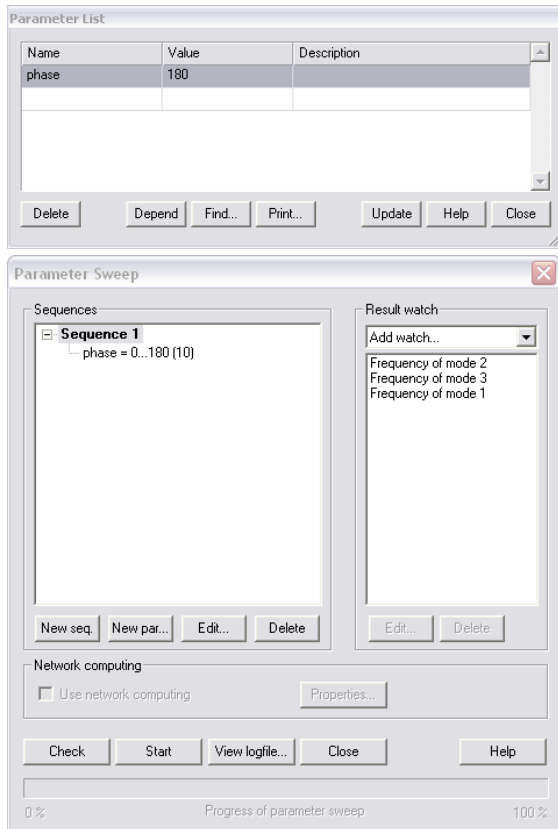 Parameter List
Name Value Description
phase 180
Delete Depend Find... Print... Update Help Close
Parameter Sweep
Sequences
Sequence 1
phase = 0...180 (10)
New seq. New par... Edit... Delete
Result watch
Add watch...
Frequency of mode 2
Frequency of mode 3
Frequency of mode 1
Edit... Delete
Network computing
Use network computing Properties...
Check Start View logfile... Close Help
0 % Progress of parameter sweep 100 %